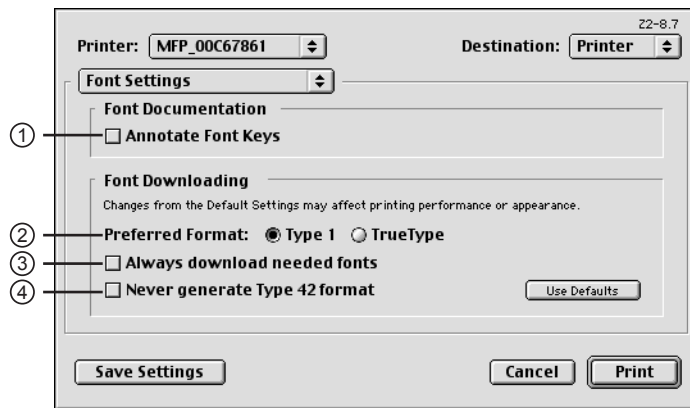 Z2-8.7
Printer: MFP_00C67861 Destination: Printer
Font Settings
Font Documentation
① Annotate Font Keys
Font Downloading
Changes from the Default Settings may affect printing performance or appearance.
② Preferred Format: Type 1 TrueType
③ Always download needed fonts
④ Never generate Type 42 format Use Defaults
Save Settings Cancel Print